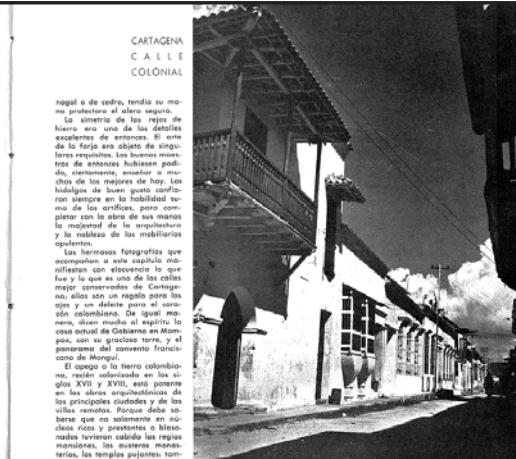 CARTAGENA
CALLE
COLONIAL
nogal o de cedro, tendía su ma-
no protectora el alero seguro.
La simetría de las rejas de
hierro era uno de los detalles
excelentes de entonces. El arte
de la forja era objeto de singu-
lares requisitos. Los buenos maes-
tros de entonces hubiesen podi-
do, ciertamente, enseñar a mu-
chos de los mejores de hoy. Los
hidalgos de buen gusto confia-
ron siempre en la habilidad su-
ma de los artífices, para com-
pletar con la obra de sus manos
la majestad de la arquitectura
y la nobleza de los mobiliarios
opulentos.
Las hermosas fotografías que
acompañan a este capítulo ma-
nifiestan con elocuencia lo que
fue y lo que es una de las calles
mejor conservadas de Cartage-
na; ellas son un regalo para los
ojos y un deleite para el cora-
zón colombiano. De igual ma-
nera, dicen mucho al espíritu la
casa actual de Gobierno en Mom-
pox, con su graciosa torre, y el
panorama del convento francis-
cano de Monguí.
El apego a la tierra colombia-
na, recién colonizada en los si-
glos XVII y XVIII, está patente
en las obras arquitectónicas de
las principales ciudades y de las
villas remotas. Porque debe sa-
berse que no solamente en nú-
cleos ricos y prestantes o blaso-
nados tuvieron cabida las regias
mansiones, los austeros monas-
terios, los templos pujantes: tam-